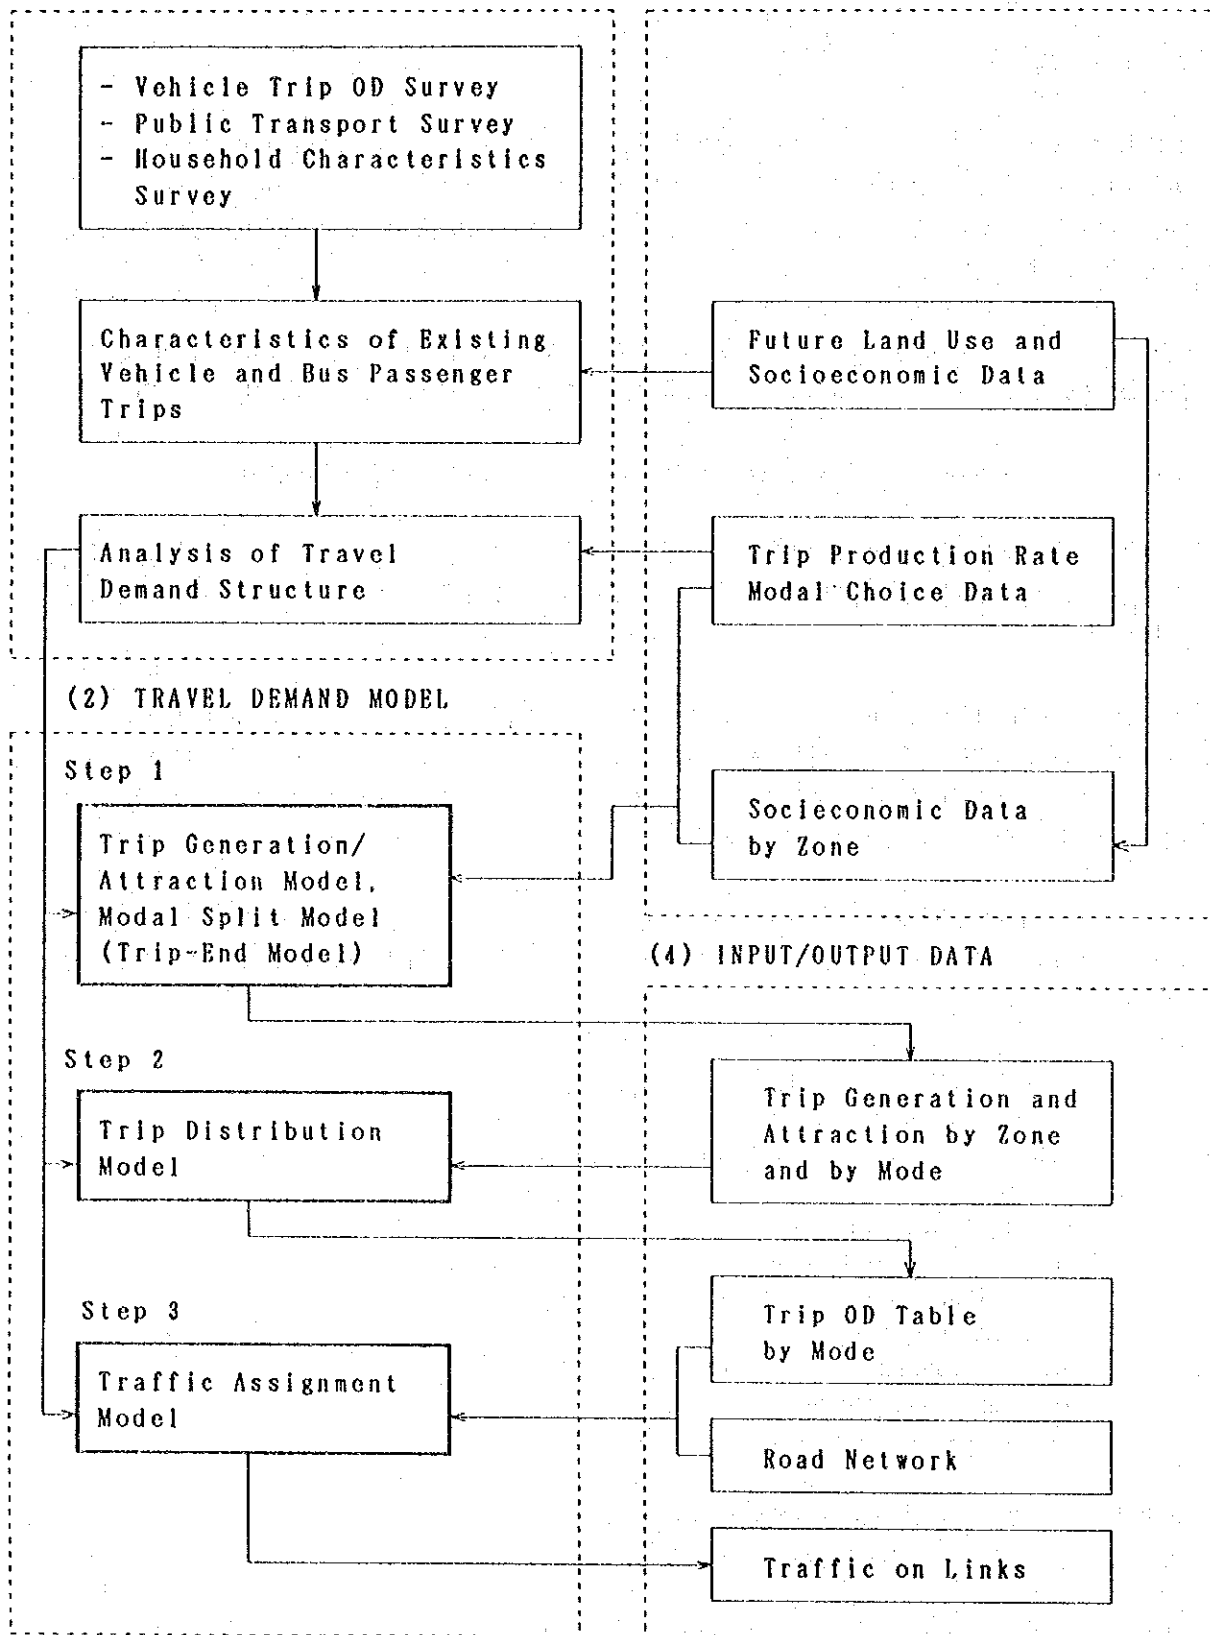 - Vehicle Trip OD Survey
- Public Transport Survey
- Household Characteristics
Survey
Characteristics of Existing
Vehicle and Bus Passenger
Trips
Future Land Use and
Socioeconomic Data
Analysis of Travel
Demand Structure
Trip Production Rate
Modal Choice Data
(2) TRAVEL DEMAND MODEL
Step 1
Trip Generation/
Attraction Model,
Modal Split Model
(Trip-End Model)
Socieconomic Data
by Zone
(4) INPUT/OUTPUT DATA
Step 2
Trip Distribution
Model
Trip Generation and
Attraction by Zone
and by Mode
Step 3
Traffic Assignment
Model
Trip OD Table
by Mode
Road Network
Traffic on Links